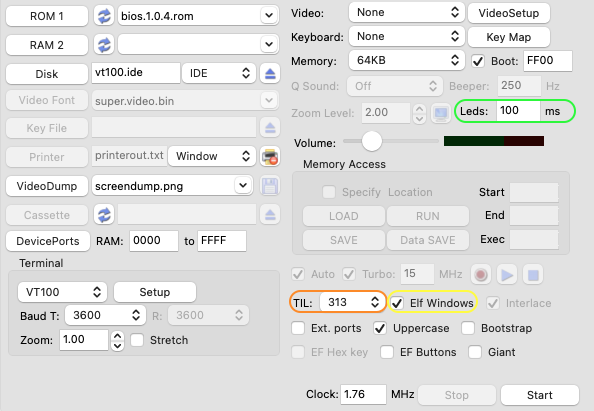 ROM 1 bios.1.0.4.rom
RAM 2
Disk vt100.ide IDE
Video Font super.video.bin
Key File
Printer printerout.txt Window
VideoDump screendump.png
Cassette
DevicePorts RAM: 0000 to FFFF
Terminal
VT100 Setup
Baud T: 3600 R: 3600
Zoom: 1.00 Stretch
Video: None VideoSetup
Keyboard: None Key Map
Memory: 64KB Boot: FF00
Q Sound: Off Beeper: 250 Hz
Zoom Level: 2.00 Leds: 100 ms
Volume:
Memory Access
Specify Location Start
LOAD RUN End
SAVE Data SAVE Exec
Auto Turbo: 15 MHz
TIL: 313 Elf Windows Interlace
Ext. ports Uppercase Bootstrap
EF Hex key EF Buttons Giant
Clock: 1.76 MHz Stop Start